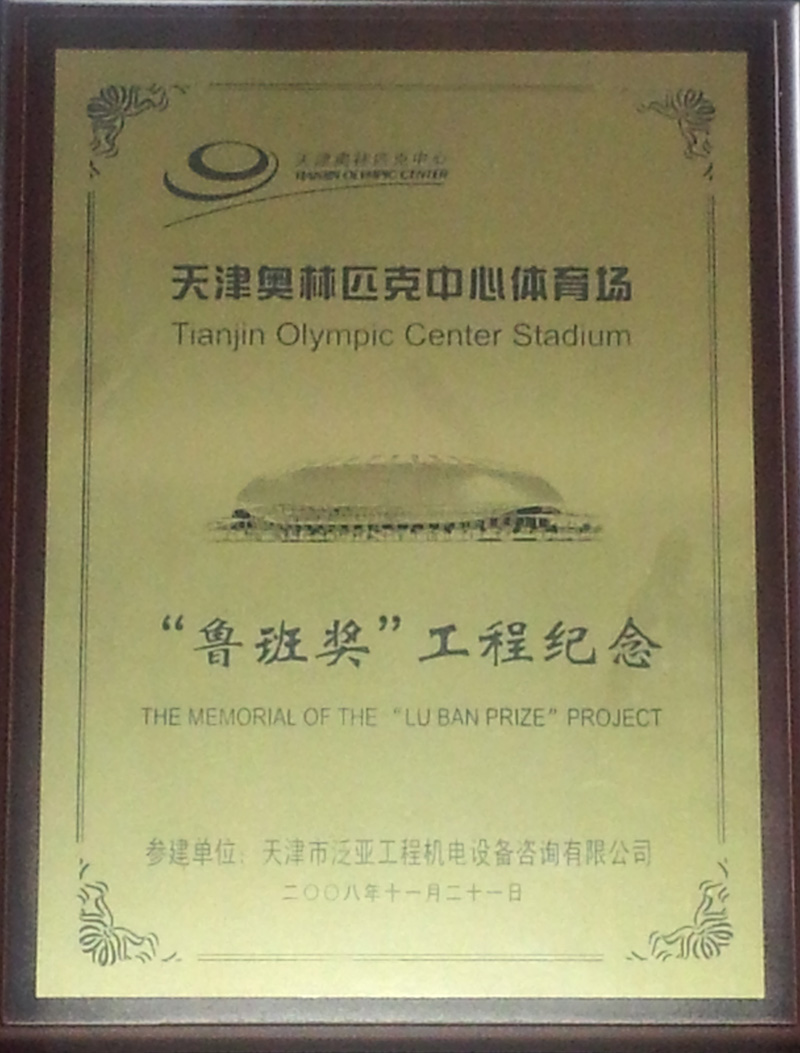 天津奥林匹克中心
TIANJIN OLYMPIC CENTER
天津奥林匹克中心体育场
Tianjin Olympic Center Stadium
“鲁班奖”工程纪念
THE MEMORIAL OF THE “LU BAN PRIZE” PROJECT
参建单位：天津市泛亚工程机电设备咨询有限公司
二〇〇八年十一月二十一日